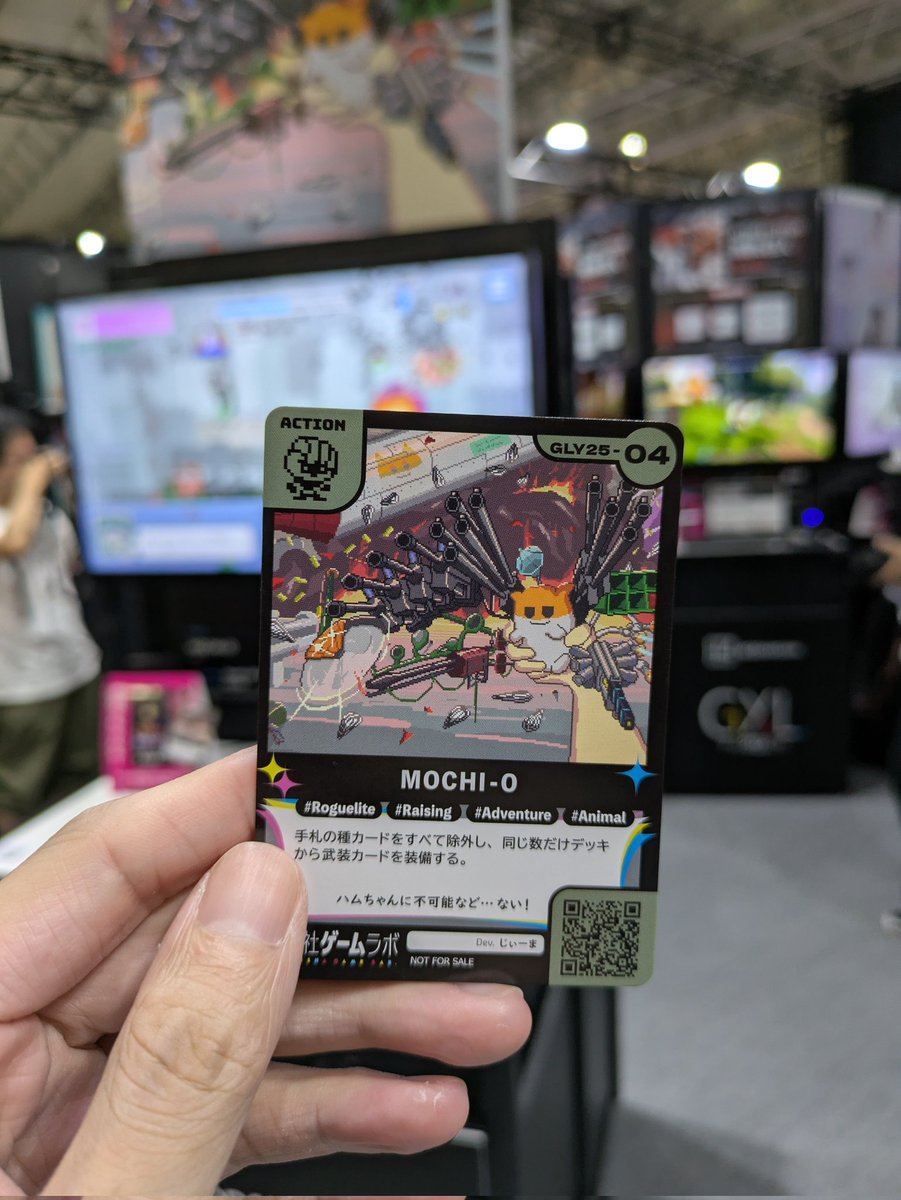 ACTION
GLY25-04
MOCHI-O
#Roguelite #Raising #Adventure #Animal
手札の種カードをすべて除外し、同じ数だけデッキ
から武装カードを装備する。
ハムちゃんに不可能など…ない!
社ゲームラボ
Dev. じぃーま
NOT FOR SALE